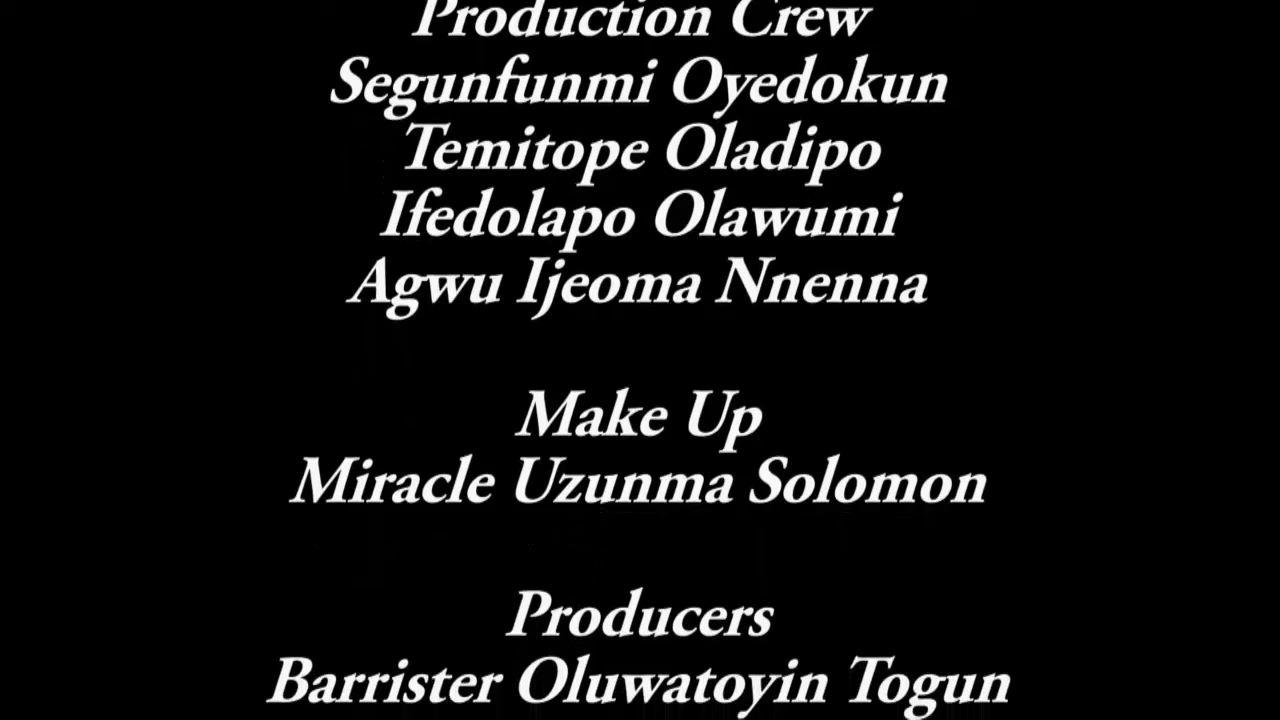 Production Crew
Segunfunmi Oyedokun
Temitope Oladipo
Ifedolapo Olawumi
Agwu Ijeoma Nnenna
Make Up
Miracle Uzunma Solomon
Producers
Barrister Oluwatoyin Togun